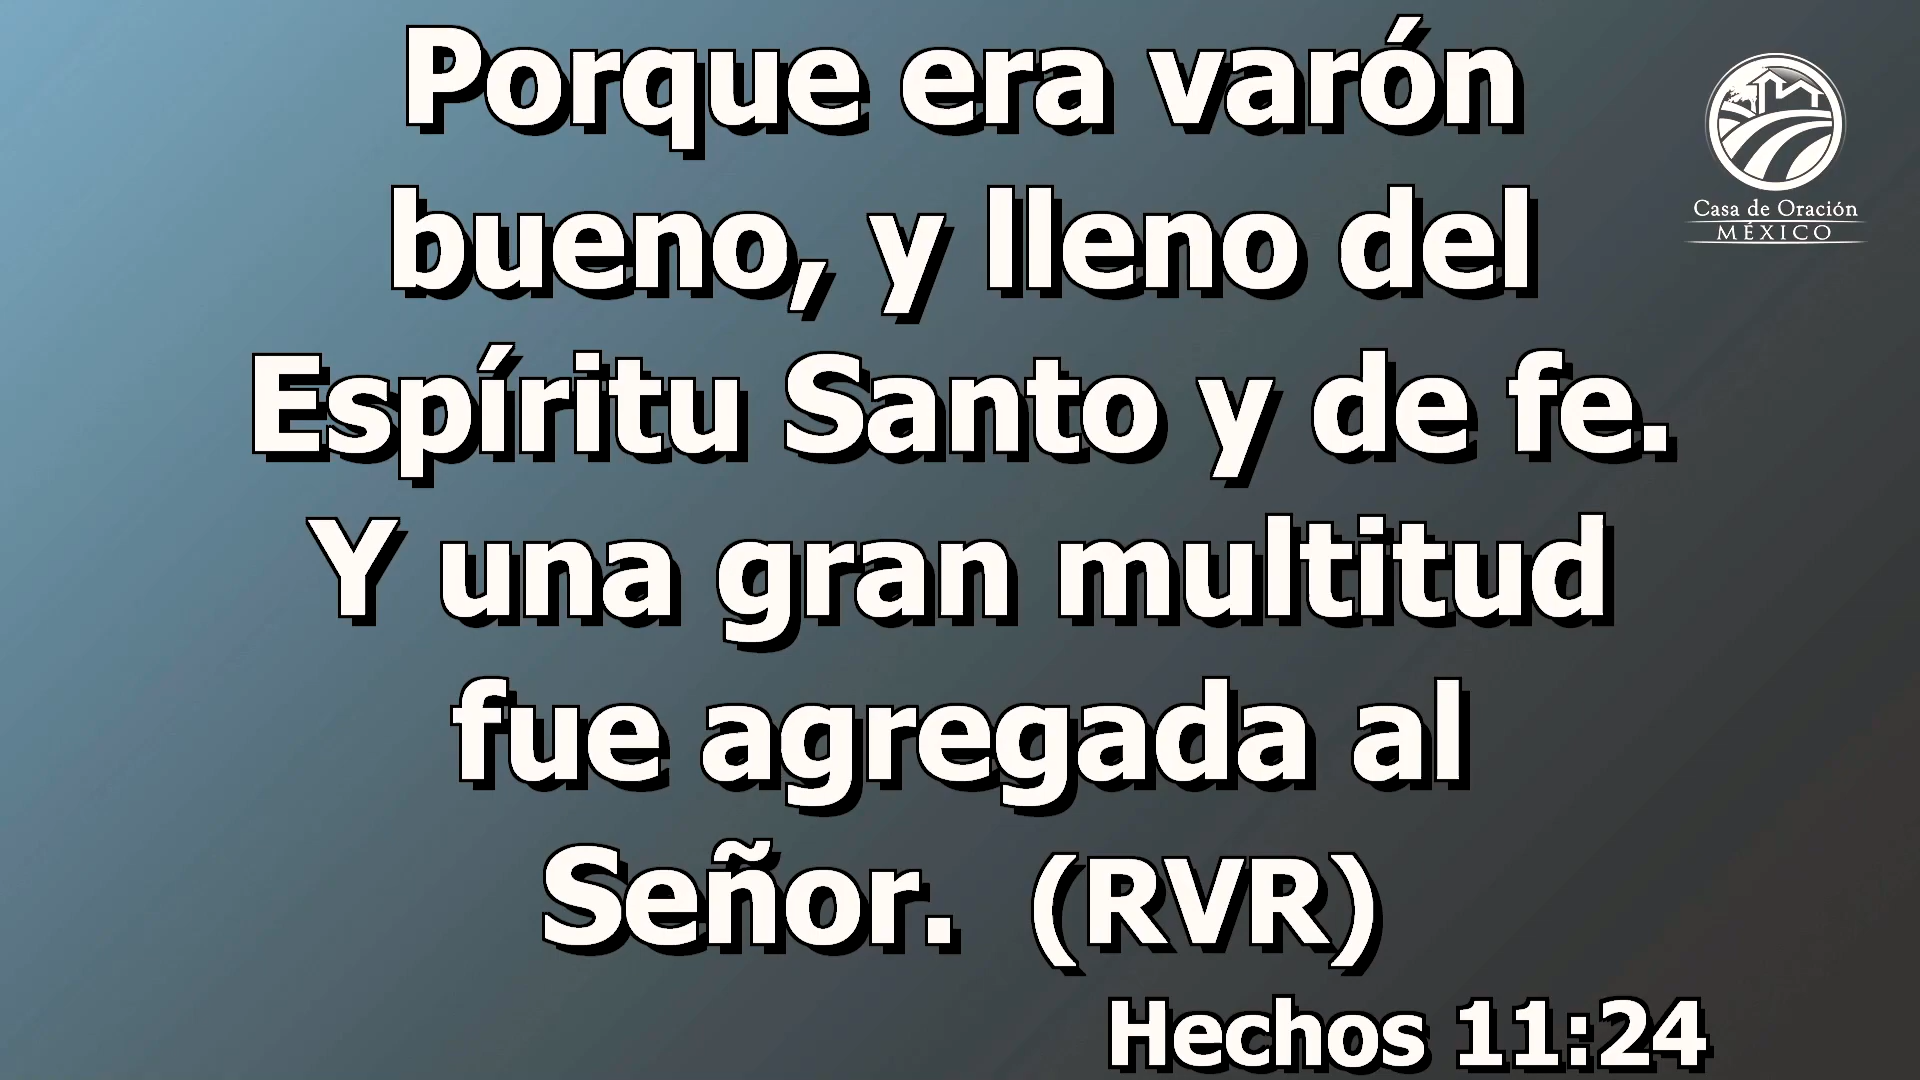 Porque era varón
bueno, y lleno del
Espíritu Santo y de fe.
Y una gran multitud
fue agregada al
Señor. (RVR)
Hechos 11:24
Casa de Oración
MÉXICO